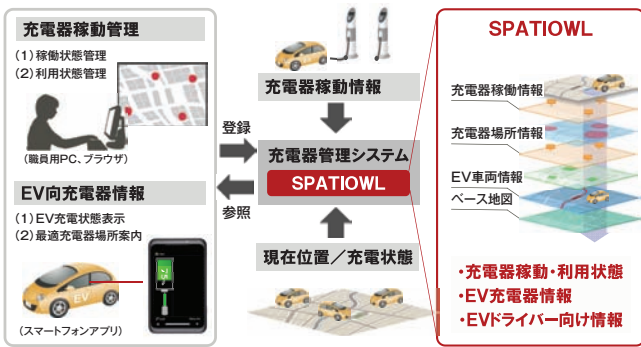 充電器稼動管理
(1)稼働状態管理
(2)利用状態管理
(職員用PC、ブラウザ)
EV向充電器情報
(1)EV充電状態表示
(2)最適充電器場所案内
EV
(スマートフォンアプリ)
登録
参照
充電器稼動情報
充電器管理システム
SPATIOWL
現在位置/充電状態
SPATIOWL
充電器稼働情報
充電器場所情報
EV車両情報
ベース地図
・充電器稼動・利用状態
・EV充電器情報
・EVドライバー向け情報